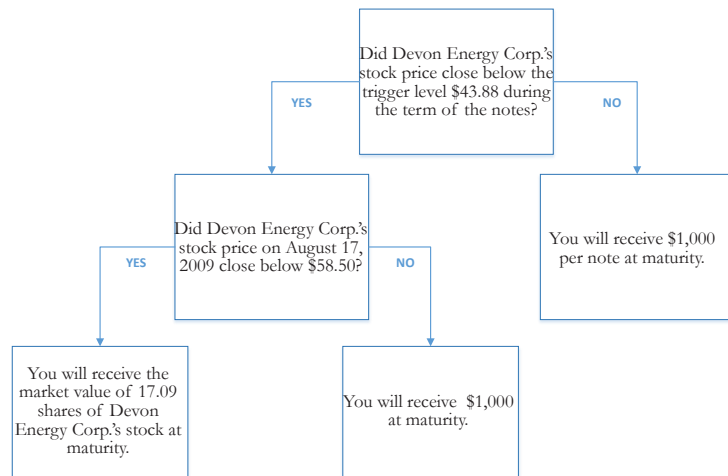 Did Devon Energy Corp.'s
stock price close below the
trigger level $43.88 during
the term of the notes?
YES
NO
Did Devon Energy Corp.'s
stock price on August 17,
2009 close below $58.50?
You will receive $1,000
per note at maturity.
YES
NO
You will receive the
market value of 17.09
shares of Devon
Energy Corp.'s stock at
maturity.
You will receive $1,000
at maturity.